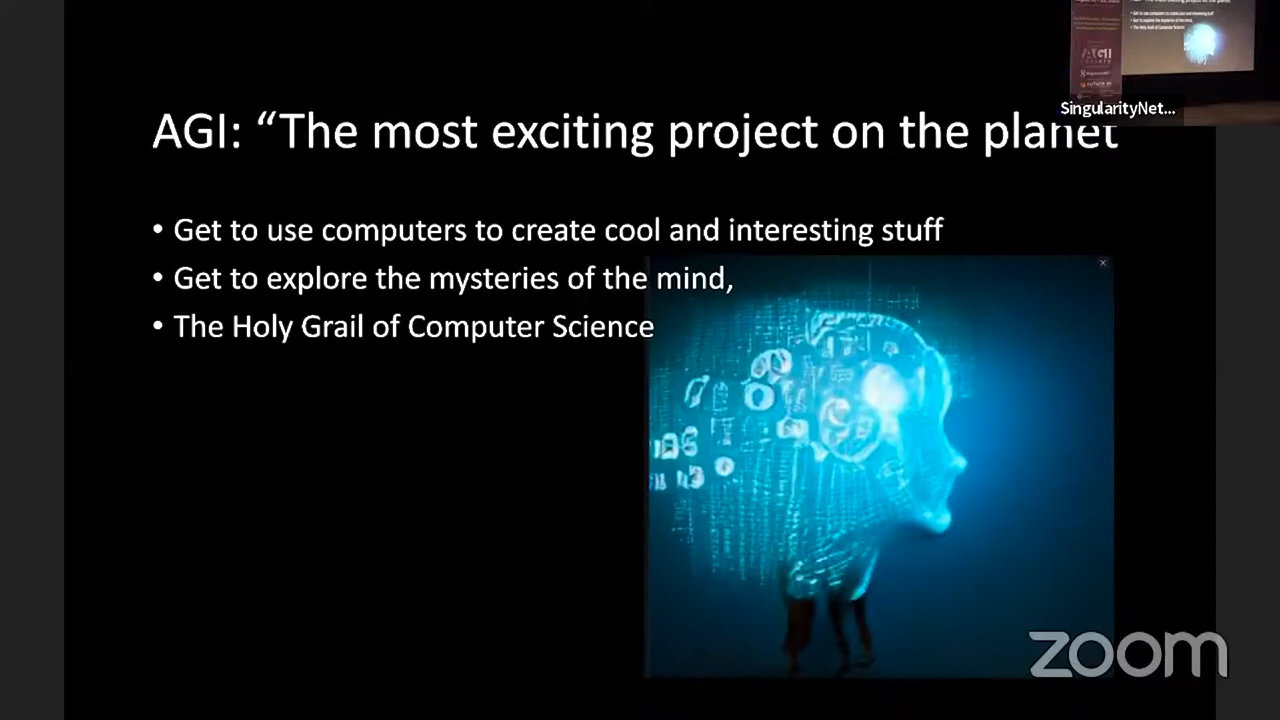 AGI: “The most exciting project on the planet
• Get to use computers to create cool and interesting stuff
• Get to explore the mysteries of the mind,
• The Holy Grail of Computer Science
SingularityNet...
AGI
zoom